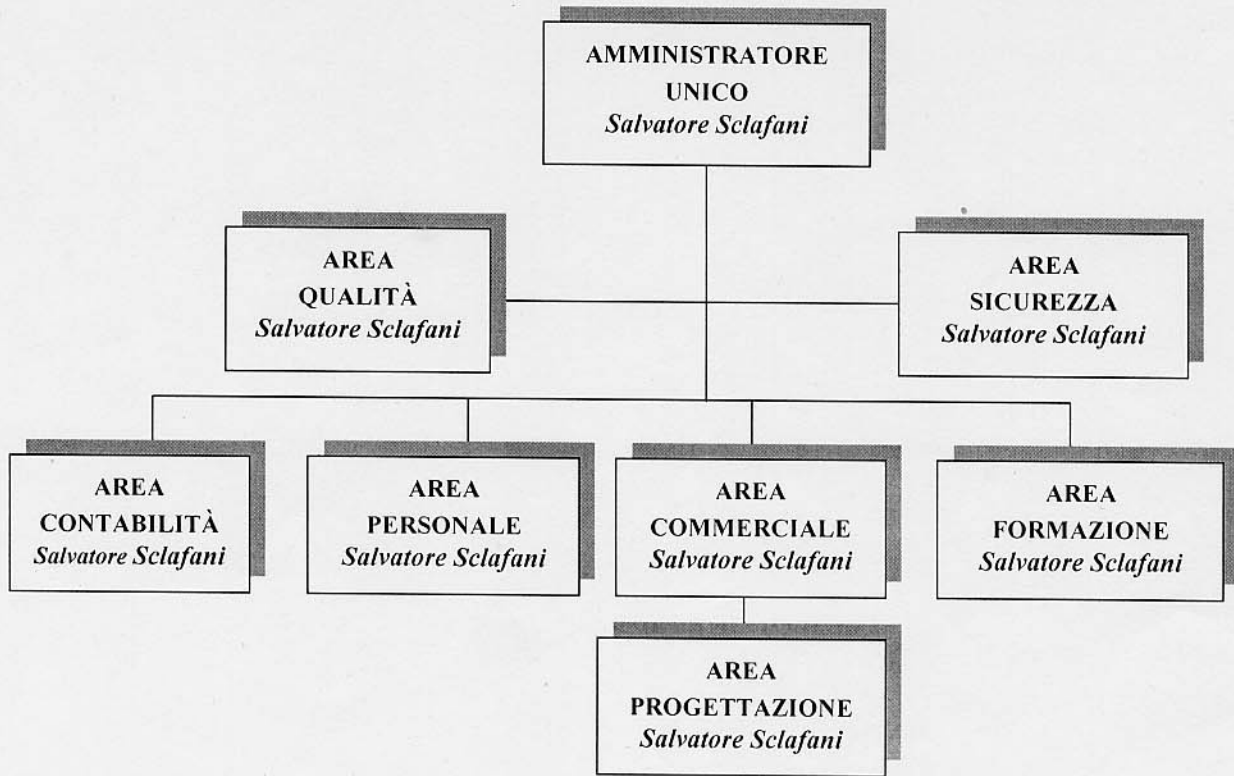 AMMINISTRATORE
UNICO
Salvatore Sclafani
AREA
QUALITÀ
Salvatore Sclafani
AREA
SICUREZZA
Salvatore Sclafani
AREA
CONTABILITÀ
Salvatore Sclafani
AREA
PERSONALE
Salvatore Sclafani
AREA
COMMERCIALE
Salvatore Sclafani
AREA
FORMAZIONE
Salvatore Sclafani
AREA
PROGETTAZIONE
Salvatore Sclafani